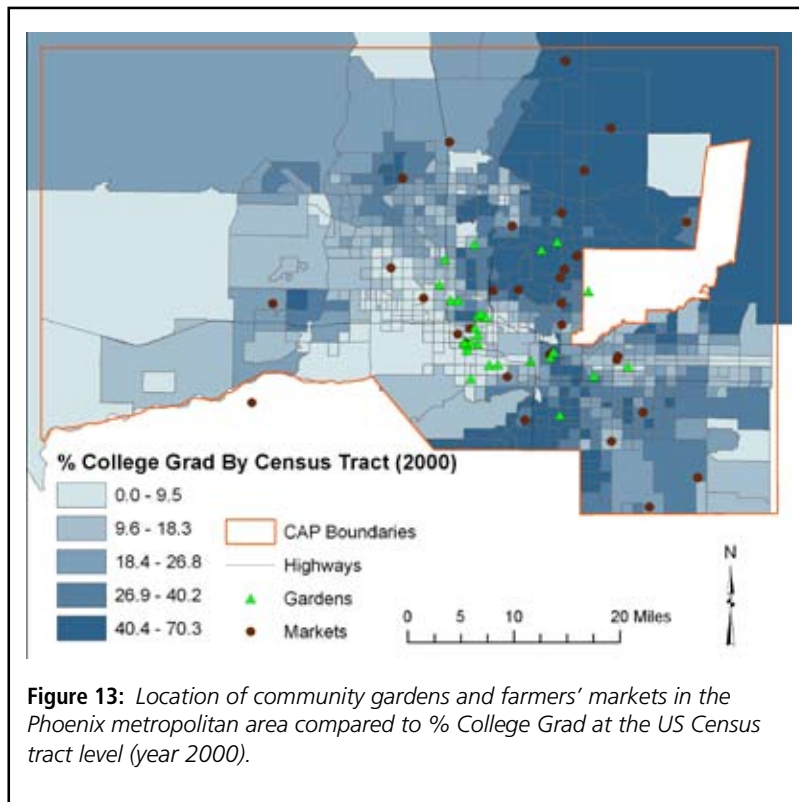 % College Grad By Census Tract (2000)
0.0 - 9.5
9.6 - 18.3
18.4 - 26.8
26.9 - 40.2
40.4 - 70.3
CAP Boundaries
Highways
Gardens
Markets
N
0 5 10 20 Miles
Figure 13: Location of community gardens and farmers’ markets in the
Phoenix metropolitan area compared to % College Grad at the US Census
tract level (year 2000).